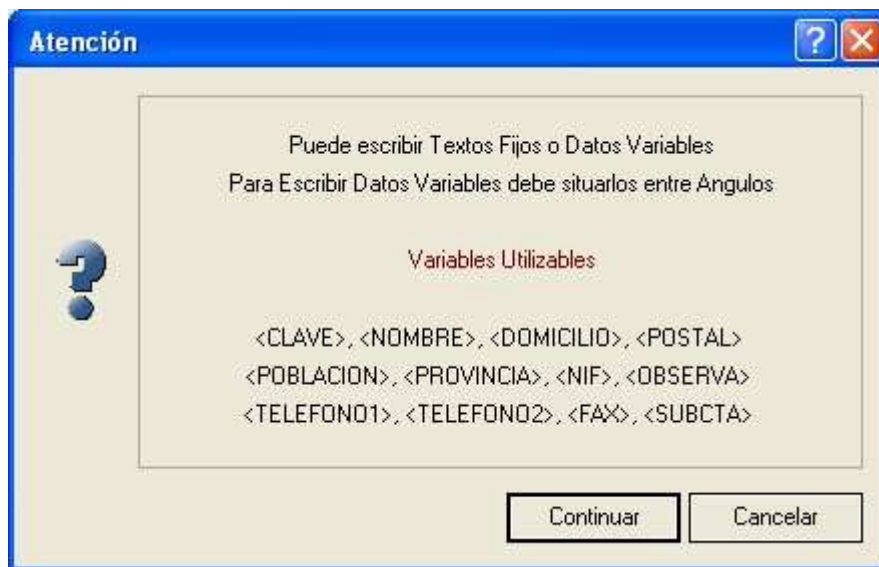 Atención
Puede escribir Textos Fijos o Datos Variables
Para Escribir Datos Variables debe situarlos entre Angulos
Variables Utilizables
<CLAVE>, <NOMBRE>, <DOMICILIO>, <POSTAL>
<POBLACION>, <PROVINCIA>, <NIF>, <OBSERVA>
<TELEFONO1>, <TELEFONO2>, <FAX>, <SUBCTA>
Continuar Cancelar